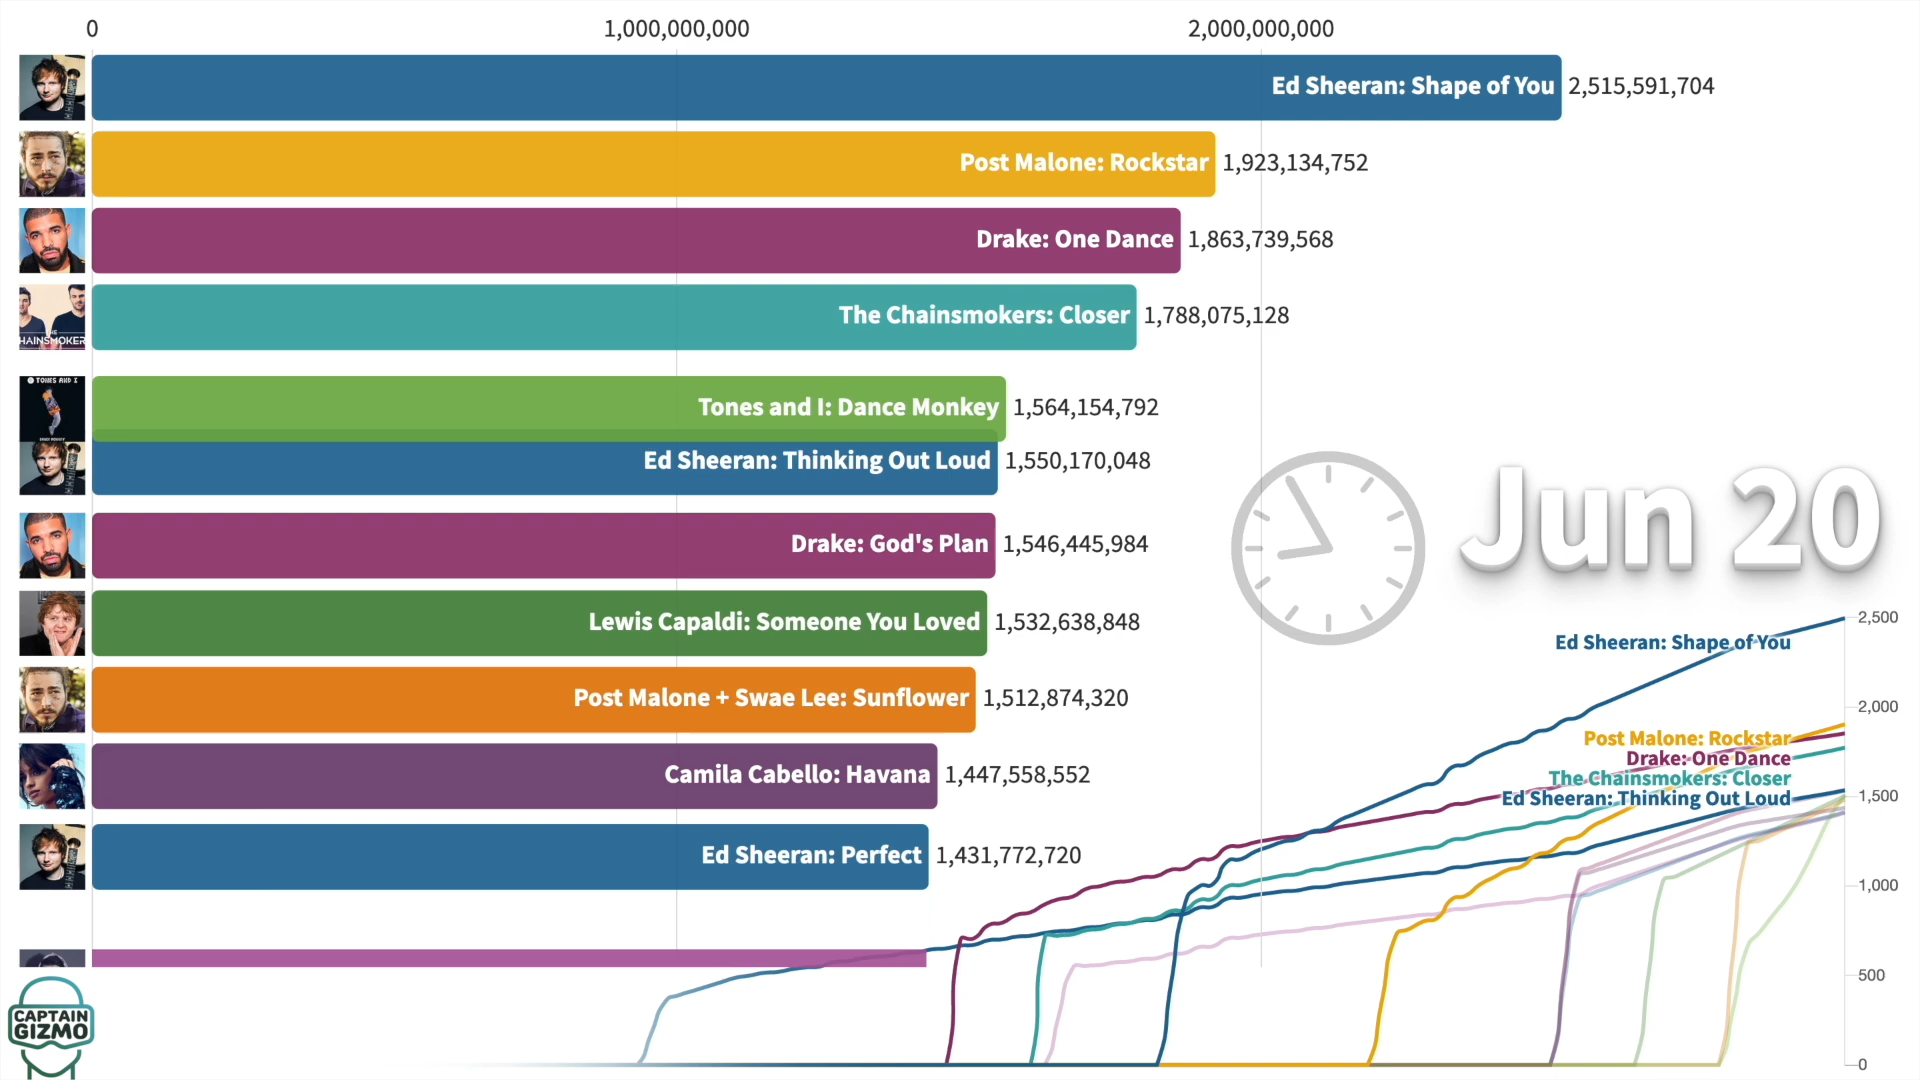 0 1,000,000,000 2,000,000,000
Ed Sheeran: Shape of You 2,515,591,704
Post Malone: Rockstar 1,923,134,752
Drake: One Dance 1,863,739,568
THE
HAINSMOKER
The Chainsmokers: Closer 1,788,075,128
TONES AND I
DANCE MONKEY
Tones and I: Dance Monkey 1,564,154,792
Ed Sheeran: Thinking Out Loud 1,550,170,048
Drake: God's Plan 1,546,445,984
Lewis Capaldi: Someone You Loved 1,532,638,848
Post Malone + Swae Lee: Sunflower 1,512,874,320
Camila Cabello: Havana 1,447,558,552
Ed Sheeran: Perfect 1,431,772,720
Jun 20
2,500
Ed Sheeran: Shape of You
2,000
Post Malone: Rockstar
Drake: One Dance
The Chainsmokers: Closer
1,500
Ed Sheeran: Thinking Out Loud
1,000
500
0
CAPTAIN
GIZMO